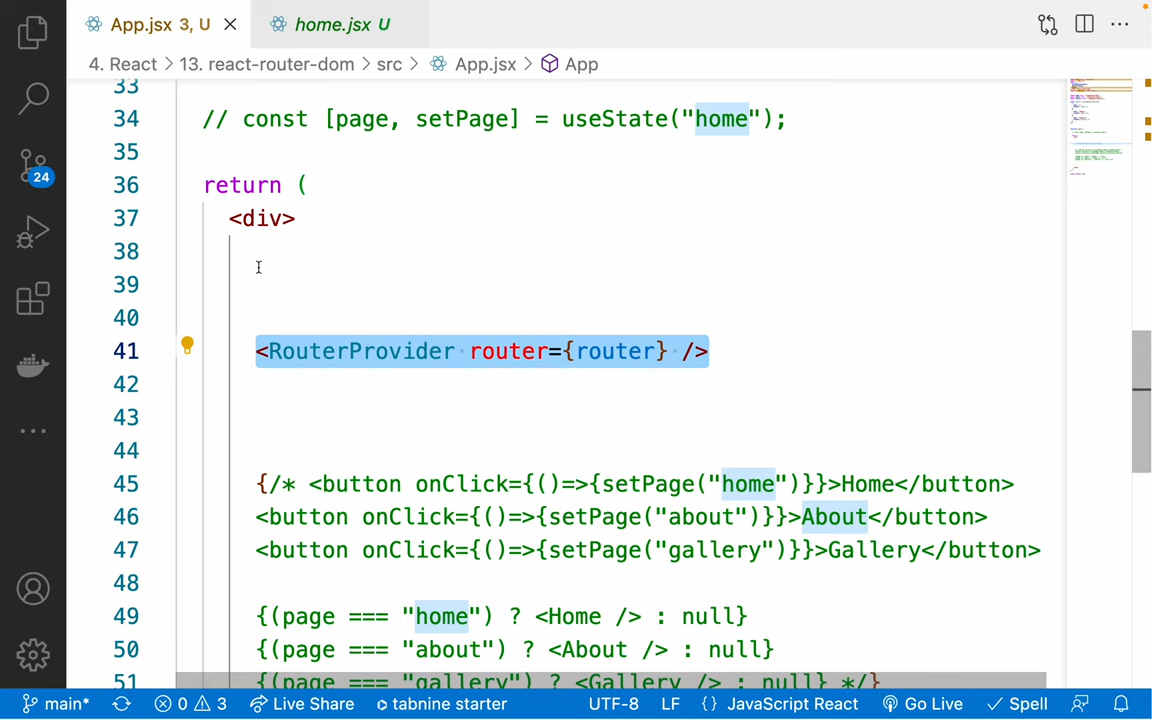 App.jsx 3, U
home.jsx U
4. React > 13. react-router-dom > src > App.jsx > App
33
34 // const [page, setPage] = useState("home");
35
36 return (
37 <div>
38
39
40
41 <RouterProvider router={router} />
42
43
44
45 {/* <button onClick={()=>{setPage("home")}}>Home</button>
46 <button onClick={()=>{setPage("about")}}>About</button>
47 <button onClick={()=>{setPage("gallery")}}>Gallery</button>
48
49 {(page === "home") ? <Home /> : null}
50 {(page === "about") ? <About /> : null}
51 {(page === "gallery") ? <Gallery /> : null} */}
24
main* 0 3 Live Share tabnine starter UTF-8 LF {} JavaScript React Go Live Spell